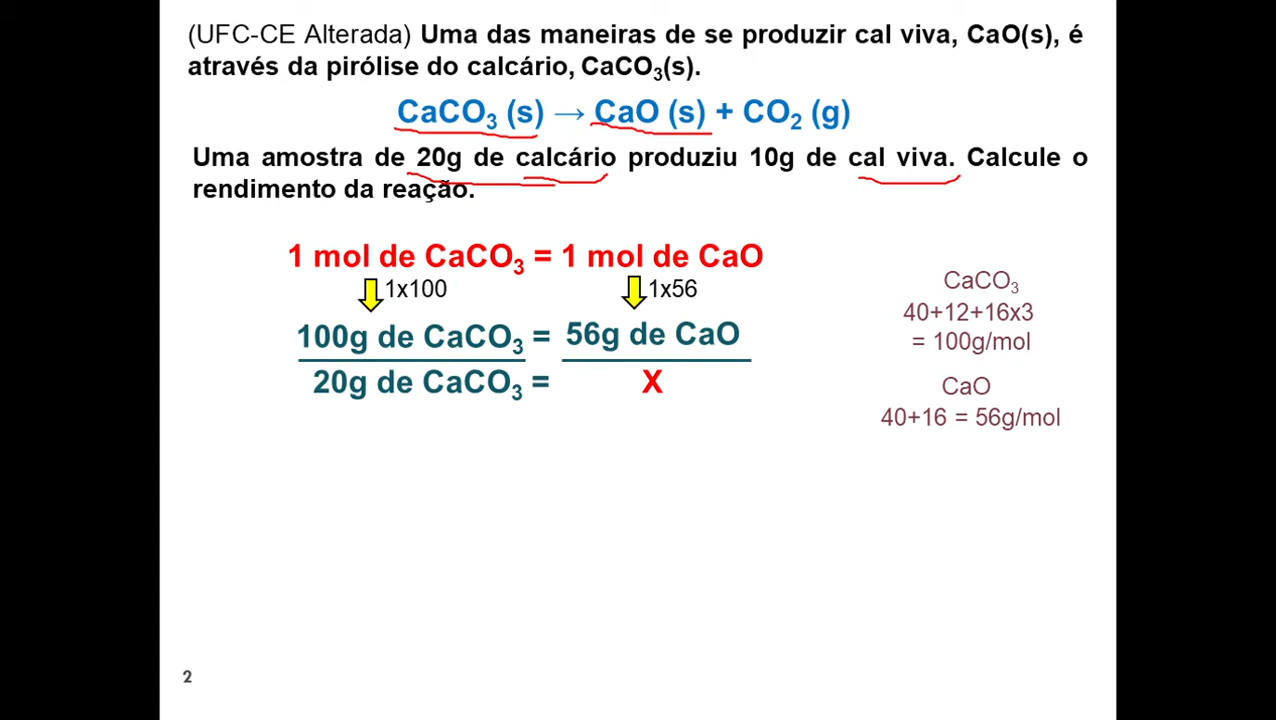 (UFC-CE Alterada) Uma das maneiras de se produzir cal viva, CaO(s), é
através da pirólise do calcário, CaCO₃(s).
CaCO₃ (s) → CaO (s) + CO₂ (g)
Uma amostra de 20g de calcário produziu 10g de cal viva. Calcule o
rendimento da reação.
1 mol de CaCO₃ = 1 mol de CaO
1x100 1x56
100g de CaCO₃ = 56g de CaO
20g de CaCO₃ = X
CaCO₃
40+12+16x3
= 100g/mol
CaO
40+16 = 56g/mol
2